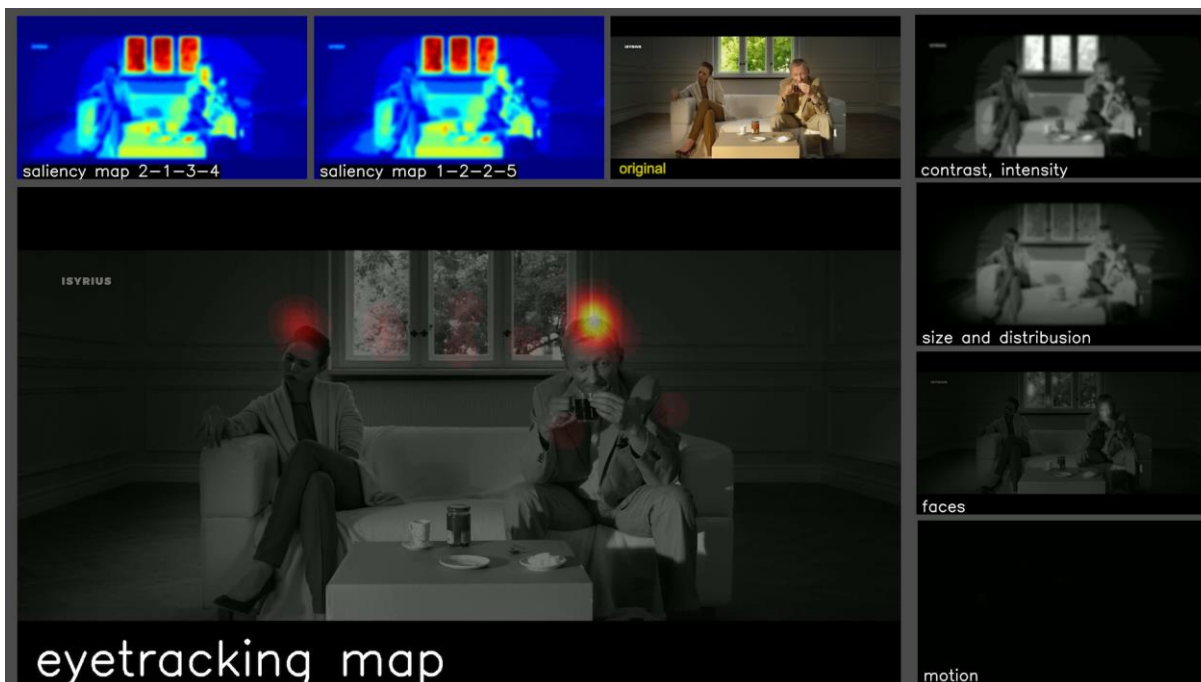 saliency map 2-1-3-4
saliency map 1-2-2-5
original
contrast, intensity
ISYRIUS
eyetracking map
size and distribusion
faces
motion